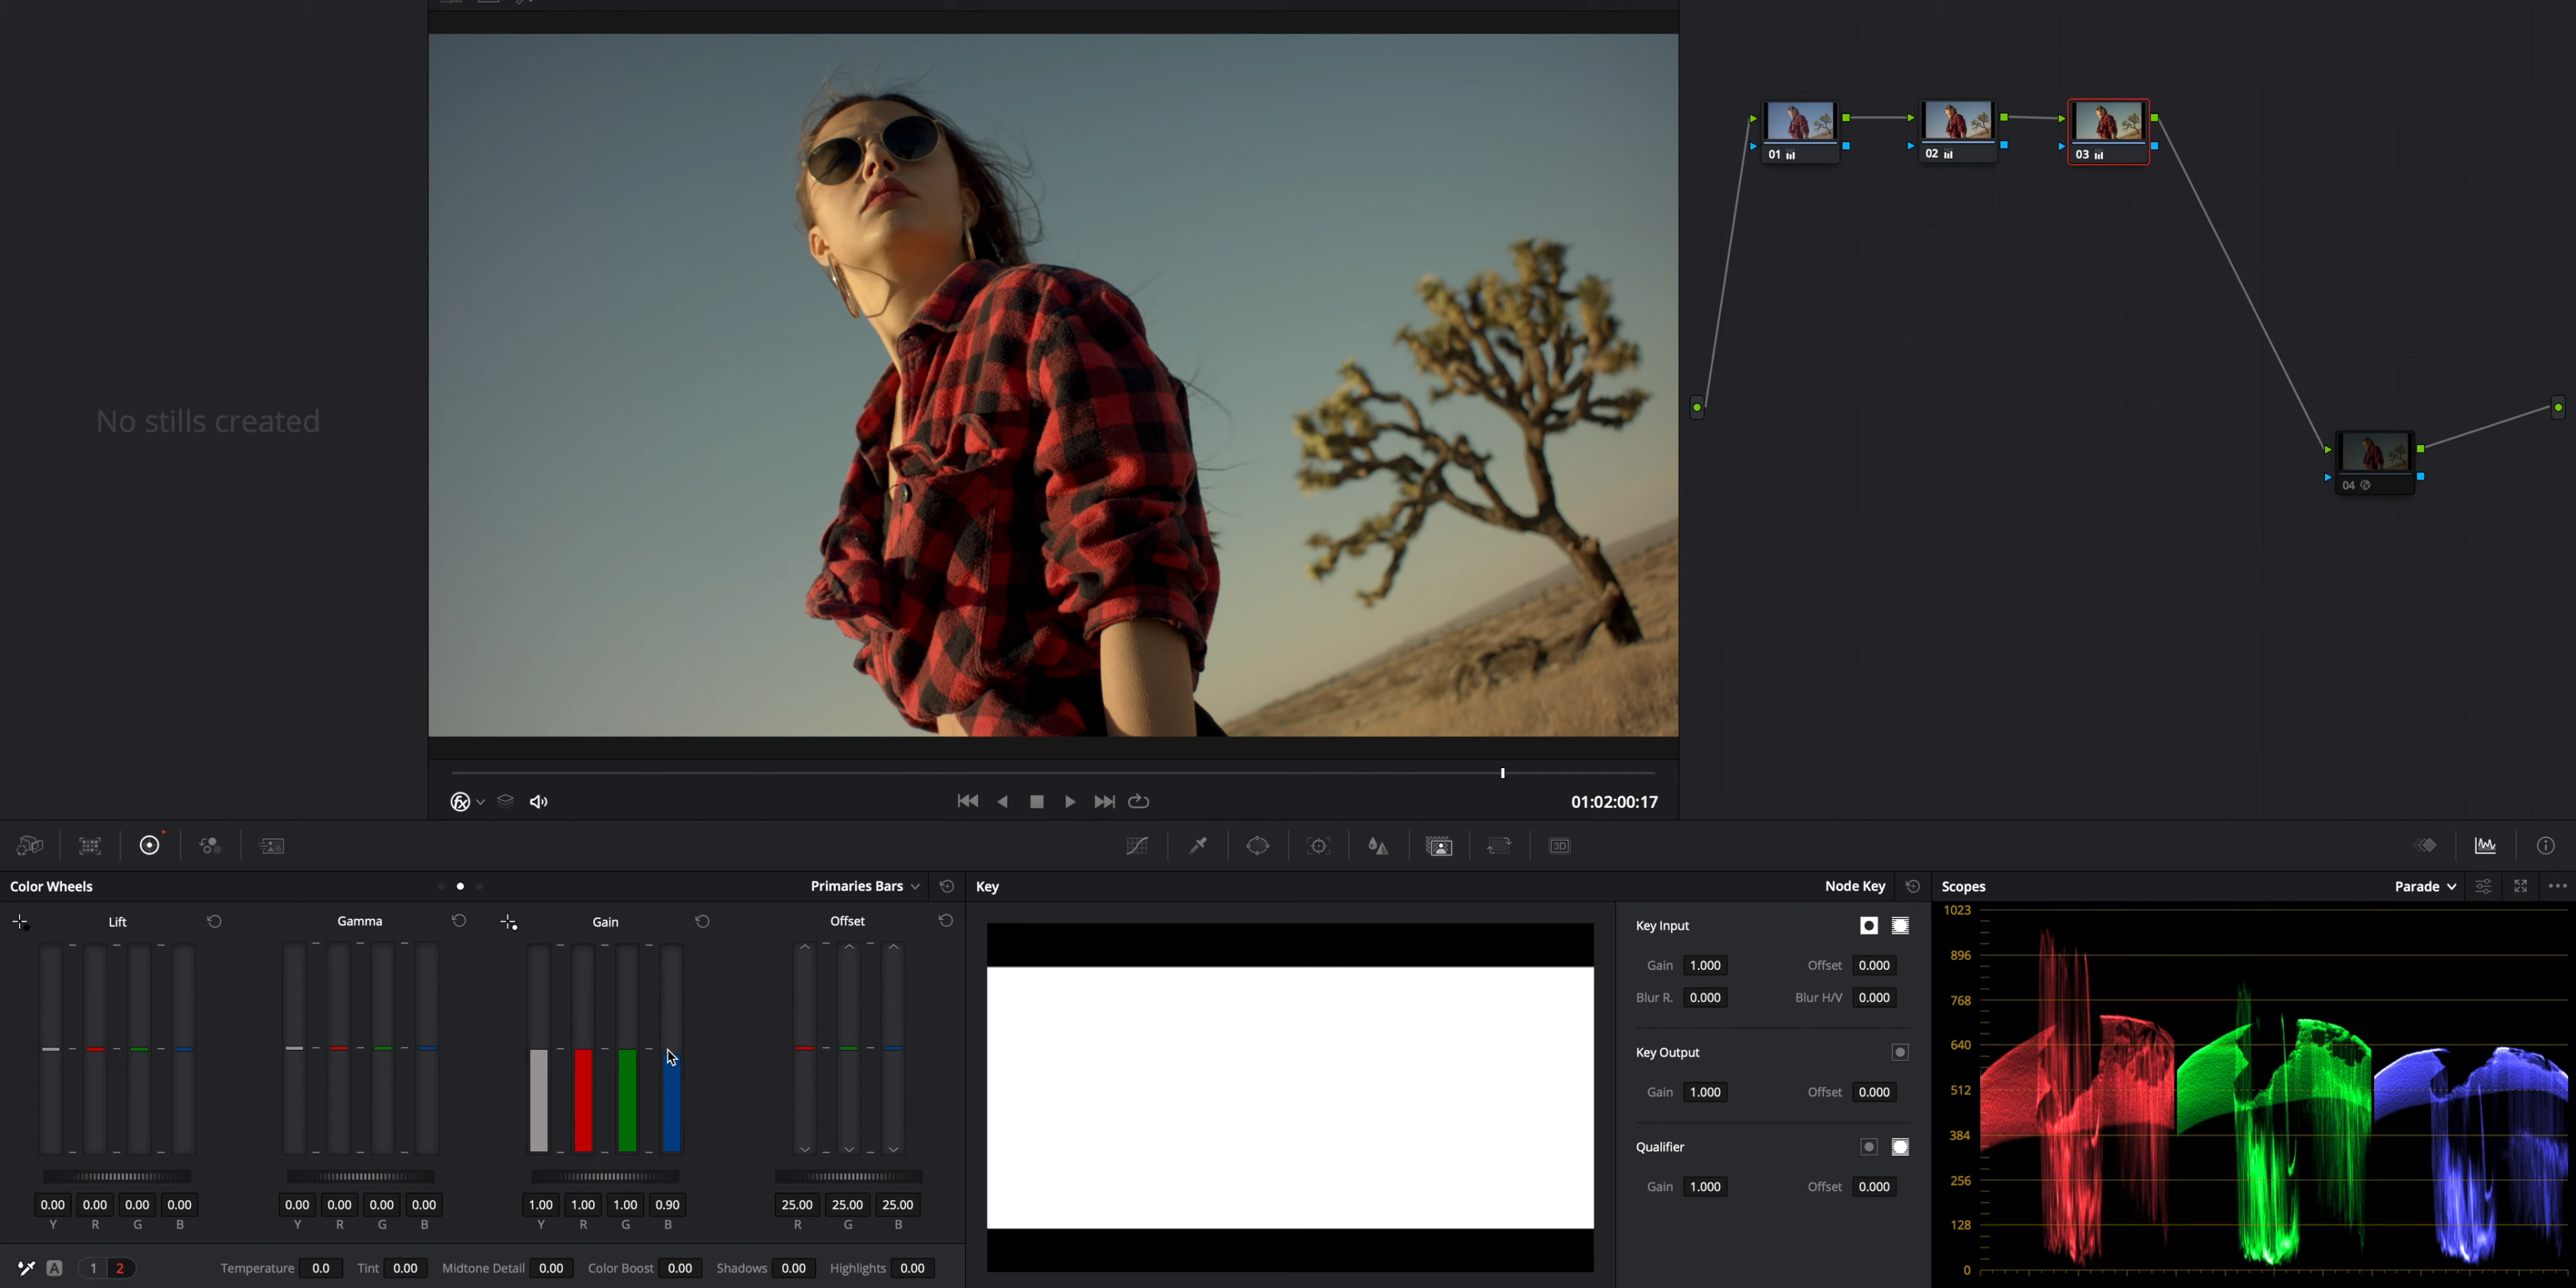 01
02
03
04
No stills created
01:02:00:17
3D
Color Wheels
Primaries Bars
Key
Node Key
Scopes
Parade
Lift
Gamma
Gain
Offset
Key Input
Gain 1.000 Offset 0.000
Blur R. 0.000 Blur H/V 0.000
Key Output
Gain 1.000 Offset 0.000
Qualifier
Gain 1.000 Offset 0.000
1023
896
768
640
512
384
256
128
0
0.00 0.00 0.00 0.00 0.00 0.00 0.00 0.00 1.00 1.00 1.00 0.90 25.00 25.00 25.00
Y R G B Y R G B Y R G B R G B
A 1 2 Temperature 0.0 Tint 0.00 Midtone Detail 0.00 Color Boost 0.00 Shadows 0.00 Highlights 0.00